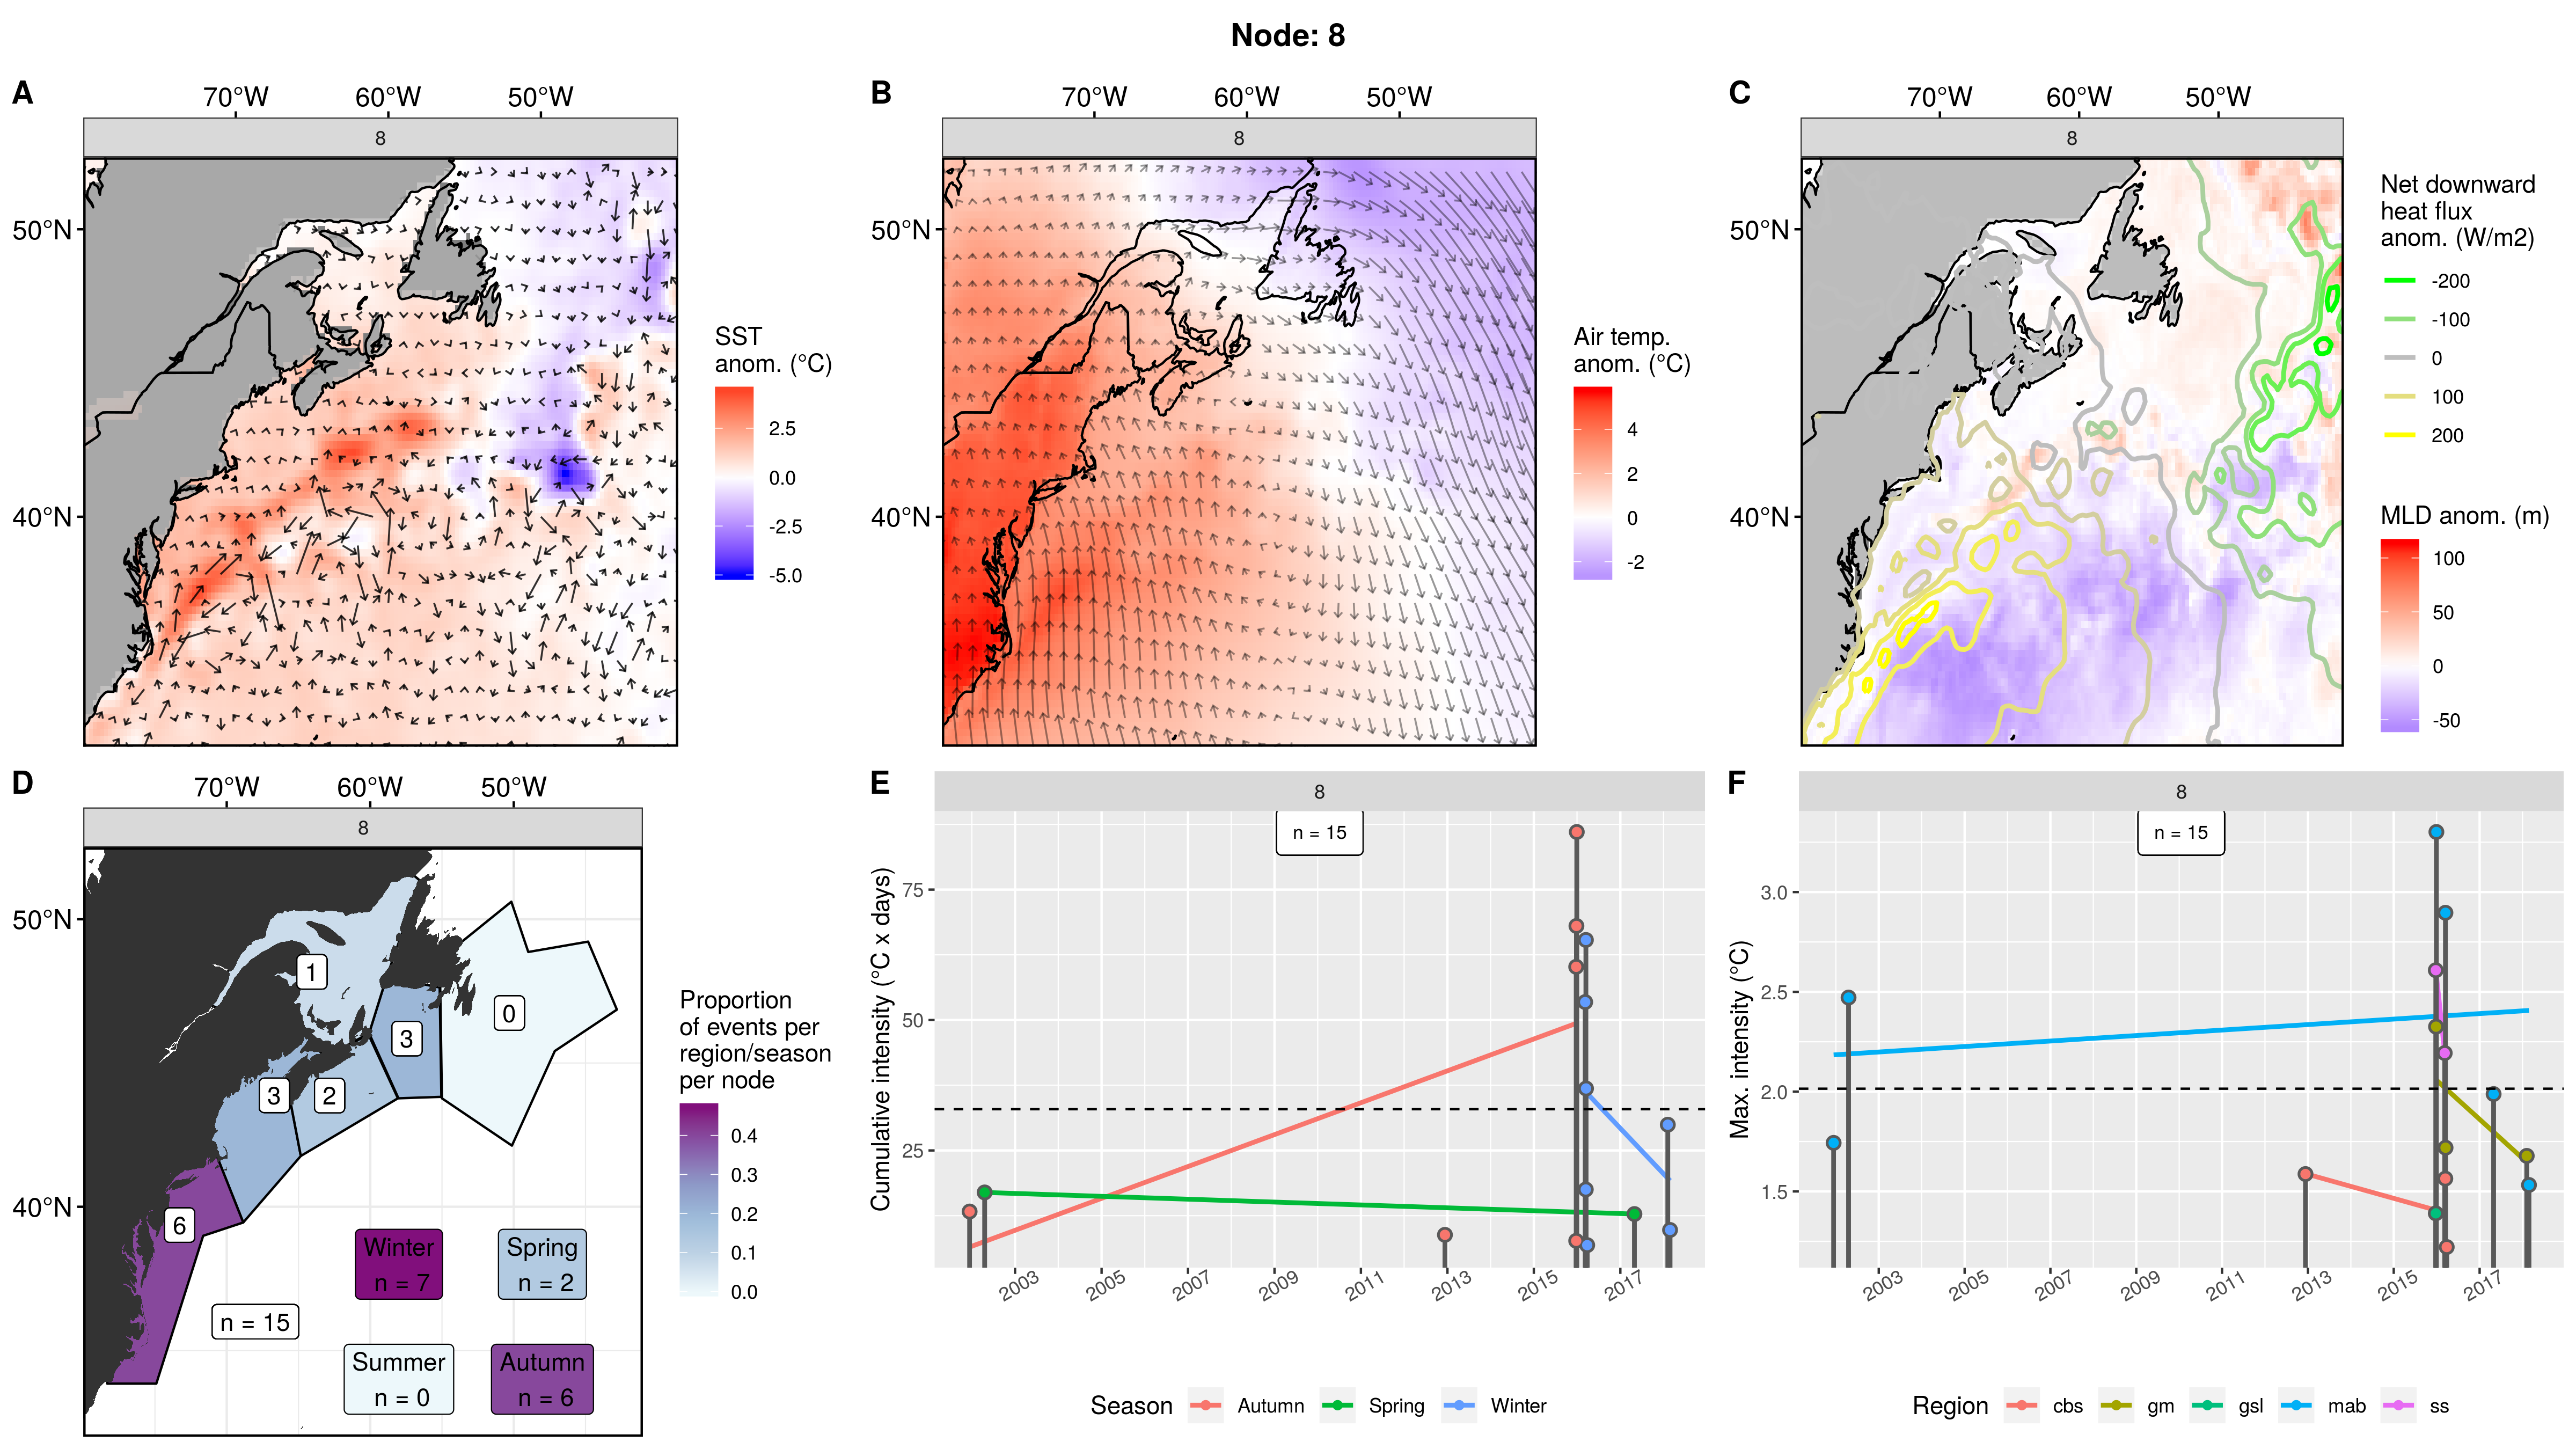 Node: 8
A
70°W
60°W
50°W
8
50°N
40°N
SST
anom. (°C)
2.5
0.0
-2.5
-5.0
B
70°W
60°W
50°W
8
50°N
40°N
Air temp.
anom. (°C)
4
2
0
-2
C
70°W
60°W
50°W
8
50°N
40°N
Net downward
heat flux
anom. (W/m2)
-200
-100
0
100
200
MLD anom. (m)
100
50
0
-50
D
70°W
60°W
50°W
8
50°N
40°N
1
3
0
3
2
6
n = 15
Winter
n = 7
Spring
n = 2
Summer
n = 0
Autumn
n = 6
Proportion
of events per
region/season
per node
0.4
0.3
0.2
0.1
0.0
E
8
n = 15
Cumulative intensity (°C x days)
75
50
25
2003
2005
2007
2009
2011
2013
2015
2017
Season
Autumn
Spring
Winter
F
8
n = 15
Max. intensity (°C)
3.0
2.5
2.0
1.5
2003
2005
2007
2009
2011
2013
2015
2017
Region
cbs
gm
gsl
mab
ss